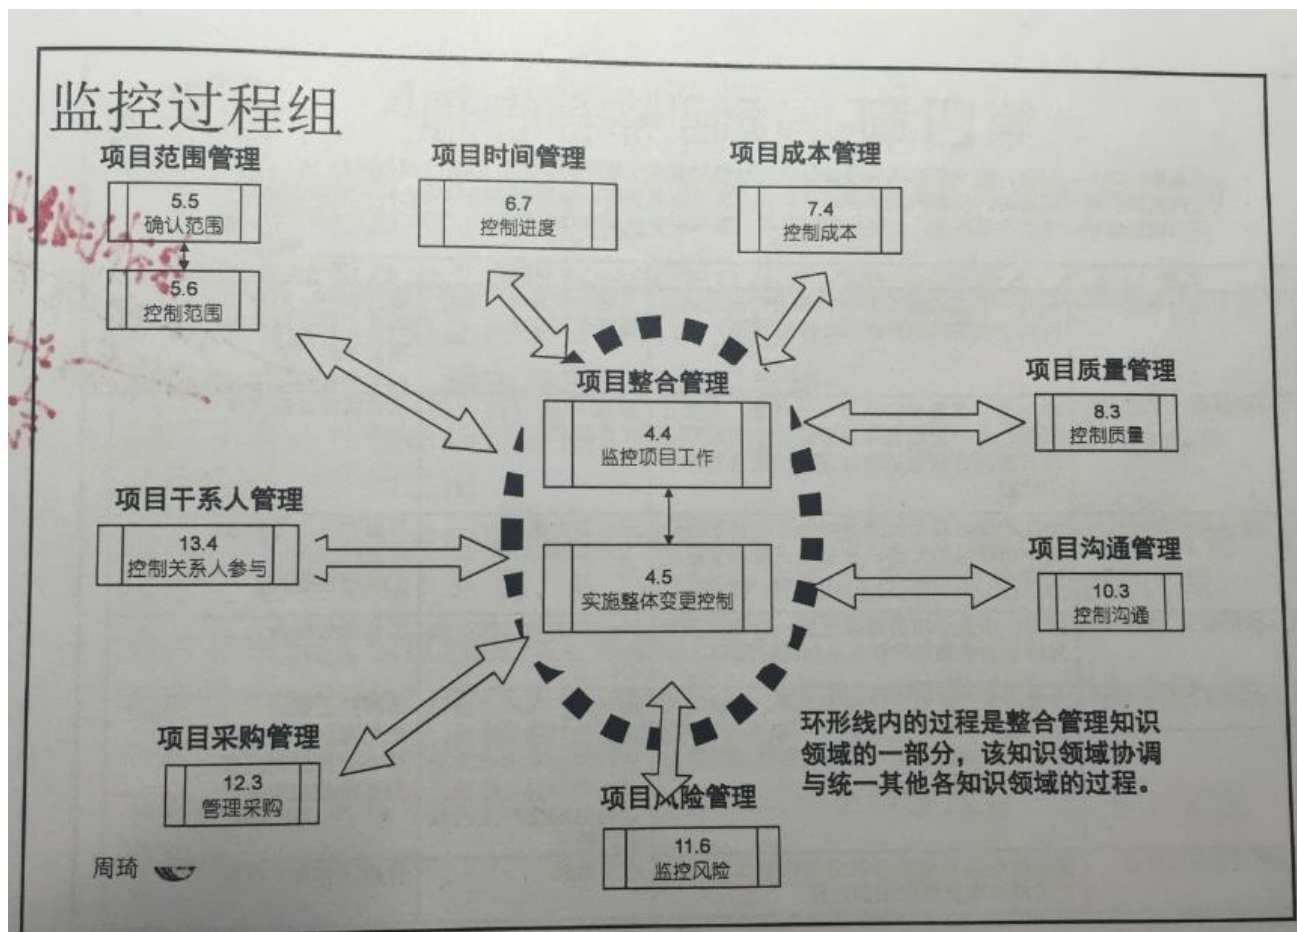 监控过程组
项目范围管理
5.5
确认范围
5.6
控制范围
项目时间管理
6.7
控制进度
项目成本管理
7.4
控制成本
项目整合管理
4.4
监控项目工作
4.5
实施整体变更控制
项目质量管理
8.3
控制质量
项目干系人管理
13.4
控制关系人参与
项目沟通管理
10.3
控制沟通
项目采购管理
12.3
管理采购
项目风险管理
11.6
监控风险
环形线内的过程是整合管理知识
领域的一部分，该知识领域协调
与统一其他各知识领域的过程。
周琦